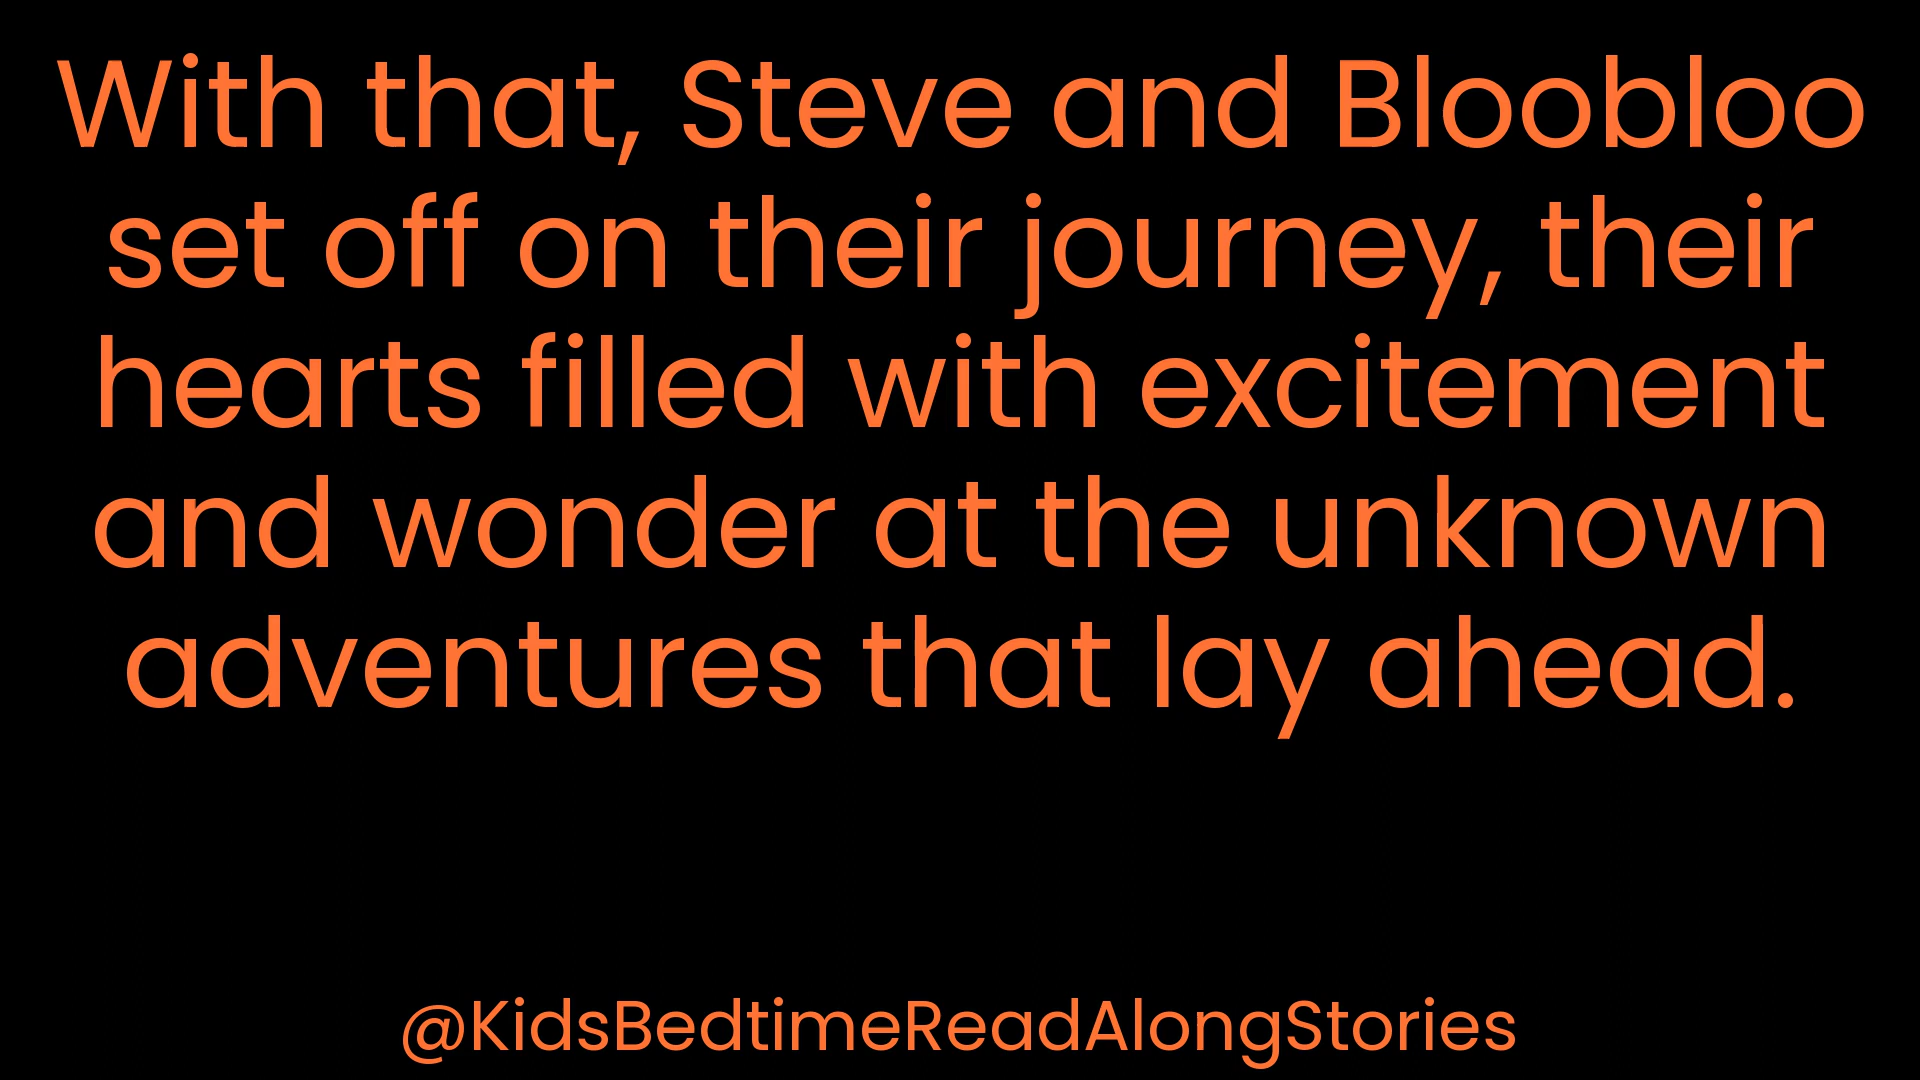 With that, Steve and Bloobloo
set off on their journey, their
hearts filled with excitement
and wonder at the unknown
adventures that lay ahead.
@KidsBedtimeReadAlongStories